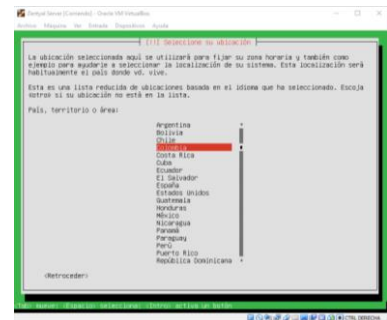 Zentyal Server [Corriendo] - Oracle VM VirtualBox
Archivo Máquina Ver Entrada Dispositivos Ayuda
[!!] Seleccione su ubicación
La ubicación seleccionada aquí se utilizará para fijar su zona horaria y también como
ejemplo para ayudarle a seleccionar la localización de su sistema. Esta localización será
habitualmente el país donde vd. vive.
Esta es una lista reducida de ubicaciones basada en el idioma que ha seleccionado. Escoja
«otro» si su ubicación no está en la lista.
País, territorio o área:
Argentina
Bolivia
Chile
Colombia
Costa Rica
Cuba
Ecuador
El Salvador
España
Estados Unidos
Guatemala
Honduras
México
Nicaragua
Panamá
Paraguay
Perú
Puerto Rico
República Dominicana
<Retroceder>
<Tab> mueve; <Espacio> selecciona; <Intro> activa un botón
CTRL DERECHA